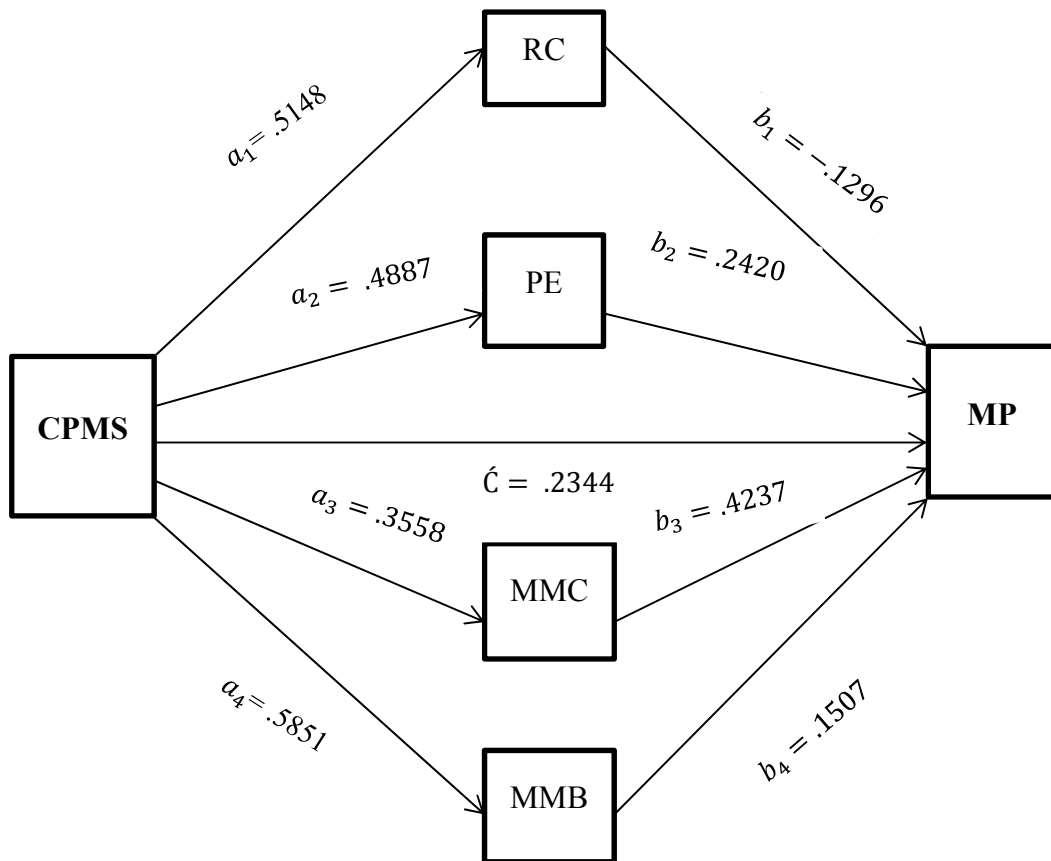 RC
a₁= .5148
b₁ = −.1296
b₂ = .2420
PE
a₂ = .4887
CPMS
MP
Ć = .2344
a₃ = .3558
b₃ = .4237
MMC
a₄= .5851
b₄ = .1507
MMB